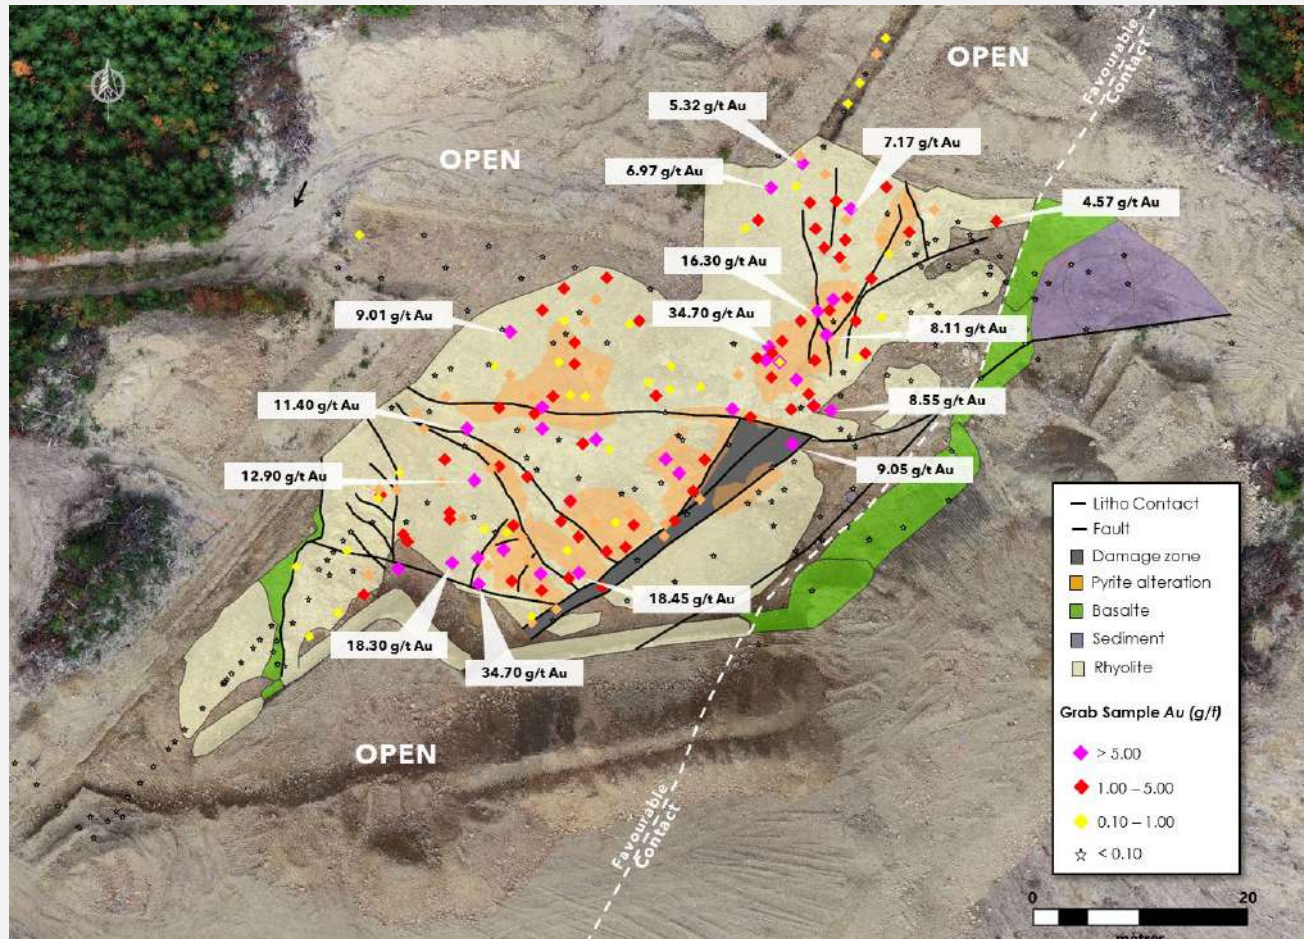 OPEN
Favourable
Contact
5.32 g/t Au
7.17 g/t Au
OPEN
6.97 g/t Au
4.57 g/t Au
16.30 g/t Au
34.70 g/t Au
9.01 g/t Au
8.11 g/t Au
11.40 g/t Au
8.55 g/t Au
12.90 g/t Au
9.05 g/t Au
18.45 g/t Au
18.30 g/t Au
34.70 g/t Au
OPEN
Favourable
Contact
Litho Contact
Fault
Damage zone
Pyrite alteration
Basalte
Sediment
Rhyolite
Grab Sample Au (g/t)
> 5.00
1.00 – 5.00
0.10 – 1.00
< 0.10
0 20
metres